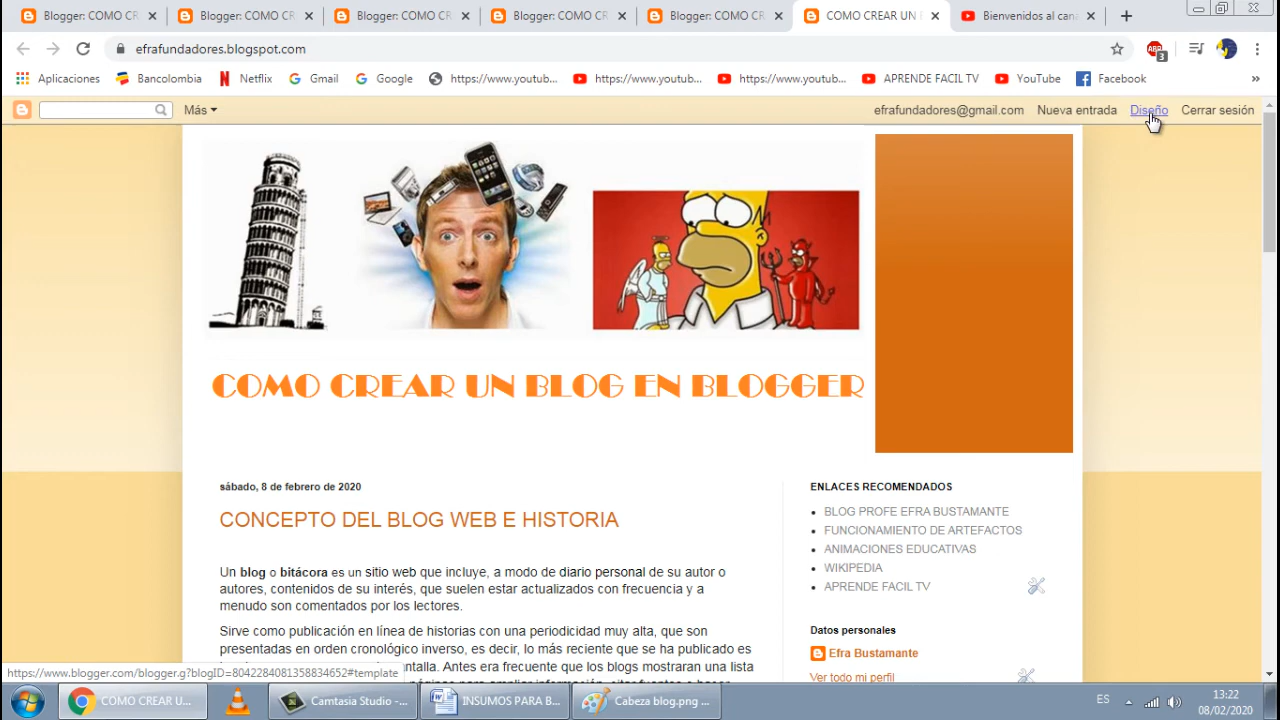 Blogger: COMO CR
Blogger: COMO CR
Blogger: COMO CR
Blogger: COMO CR
Blogger: COMO CR
COMO CREAR UN
Bienvenidos al cana
efrafundadores.blogspot.com
ABP
3
Aplicaciones
Bancolombia
Netflix
Gmail
Google
https://www.youtub...
https://www.youtub...
https://www.youtub...
APRENDE FACIL TV
YouTube
Facebook
»
Más
efrafundadores@gmail.com
Nueva entrada
Diseño
Cerrar sesión
COMO CREAR UN BLOG EN BLOGGER
sábado, 8 de febrero de 2020
CONCEPTO DEL BLOG WEB E HISTORIA
Un blog o bitácora es un sitio web que incluye, a modo de diario personal de su autor o
autores, contenidos de su interés, que suelen estar actualizados con frecuencia y a
menudo son comentados por los lectores.
Sirve como publicación en línea de historias con una periodicidad muy alta, que son
presentadas en orden cronológico inverso, es decir, lo más reciente que se ha publicado es
ntalla. Antes era frecuente que los blogs mostraran una lista
ENLACES RECOMENDADOS
BLOG PROFE EFRA BUSTAMANTE
FUNCIONAMIENTO DE ARTEFACTOS
ANIMACIONES EDUCATIVAS
WIKIPEDIA
APRENDE FACIL TV
Datos personales
Efra Bustamante
Ver todo mi perfil
https://www.blogger.com/blogger.g?blogID=8042284081358834652#template
COMO CREAR U...
Camtasia Studio -...
INSUMOS PARA B...
Cabeza blog.png ...
ES
13:22
08/02/2020